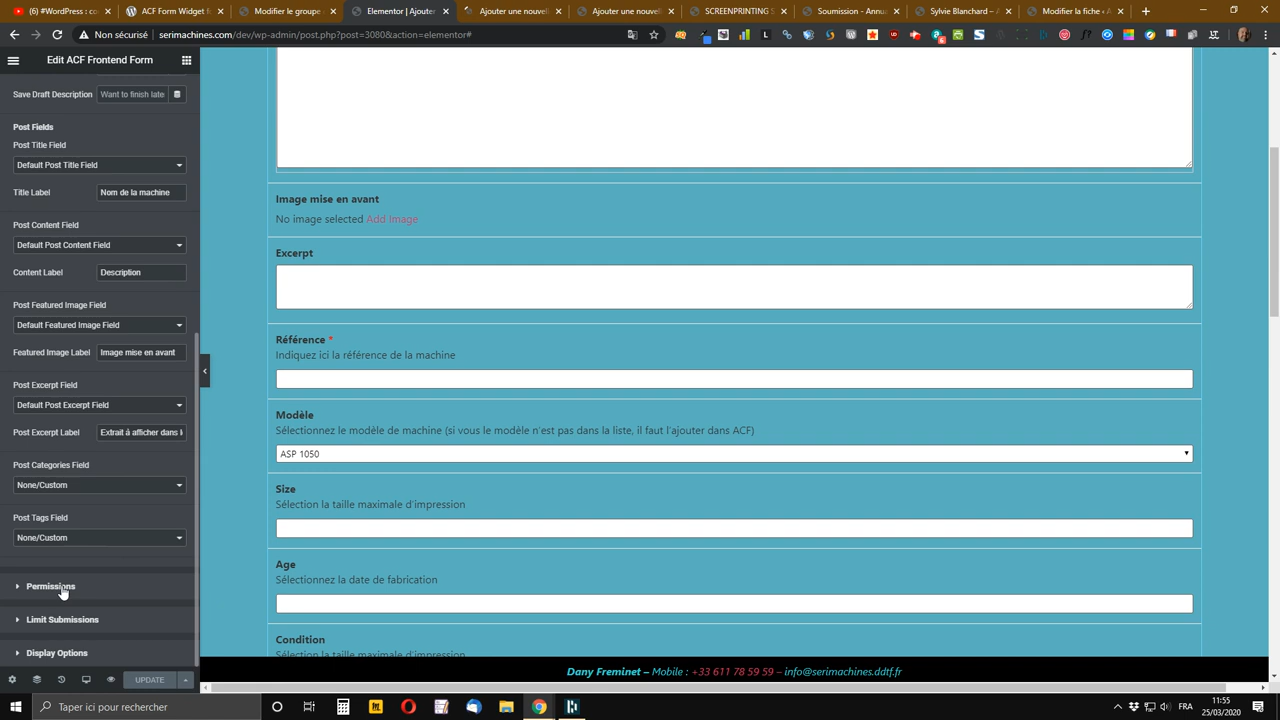 (6) #WordPress : c
ACF Form Widget f
Modifier le groupe
Elementor | Ajoute
Ajouter une nouve
Ajouter une nouve
SCREENPRINTING S
Soumission - Annu
Sylvie Blanchard –
Modifier la fiche «
Non sécurisé serimachines.com/dev/wp-admin/post.php?post=3080&action=elementor#
Edit ACF Frontend Form
Save Draft Description Want to finish late
Post Fields
Post Title Field
Default Post Title Field
Title Label Nom de la machine
Post Content Field
Default Post Content Field
Content Label Description
Post Featured Image Field
Default Featured Image Field
Featured Image Label Image mise en avant
Post Excerpt Field
Default Post Excerpt Field
Post Excerpt Label Extrait à afficher dans l
Post Categories Field
None/Custom
Post Tags Field
None/Custom
Permissions
Limit Submissions
Display Options
UPDATE
Image mise en avant
No image selected Add Image
Excerpt
Référence *
Indiquez ici la référence de la machine
Modèle
Sélectionnez le modèle de machine (si vous le modèle n'est pas dans la liste, il faut l'ajouter dans ACF)
ASP 1050
Size
Sélection la taille maximale d'impression
Age
Sélectionnez la date de fabrication
Condition
Sélection la taille maximale d'impression
Dany Freminet – Mobile : +33 611 78 59 59 – info@serimachines.ddtf.fr
Taper ici pour rechercher
FRA
11:55
25/03/2020